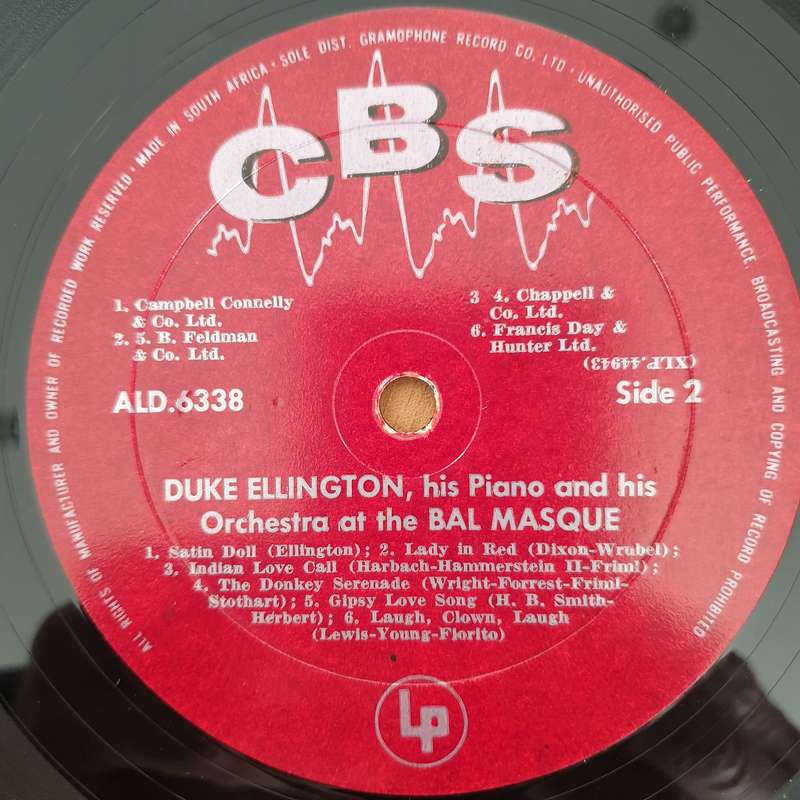 ALL RIGHTS OF MANUFACTURER AND OWNER OF RECORDED WORK RESERVED · MADE IN SOUTH AFRICA · SOLE DIST. GRAMOPHONE RECORD CO. LTD · UNAUTHORISED PUBLIC PERFORMANCE, BROADCASTING AND COPYING OF RECORD PROHIBITED
CBS
1. Campbell Connelly
& Co. Ltd.
2. 5. B. Feldman
& Co. Ltd.
3 4. Chappell &
Co. Ltd.
6. Francis Day &
Hunter Ltd.
(XLP.44943)
ALD.6338
Side 2
DUKE ELLINGTON, his Piano and his
Orchestra at the BAL MASQUE
1. Satin Doll (Ellington); 2. Lady in Red (Dixon-Wrubel);
3. Indian Love Call (Harbach-Hammerstein II-Friml);
4. The Donkey Serenade (Wright-Forrest-Friml-
Stothart); 5. Gipsy Love Song (H. B. Smith-
Herbert); 6. Laugh, Clown, Laugh
(Lewis-Young-Fiorito)
LP